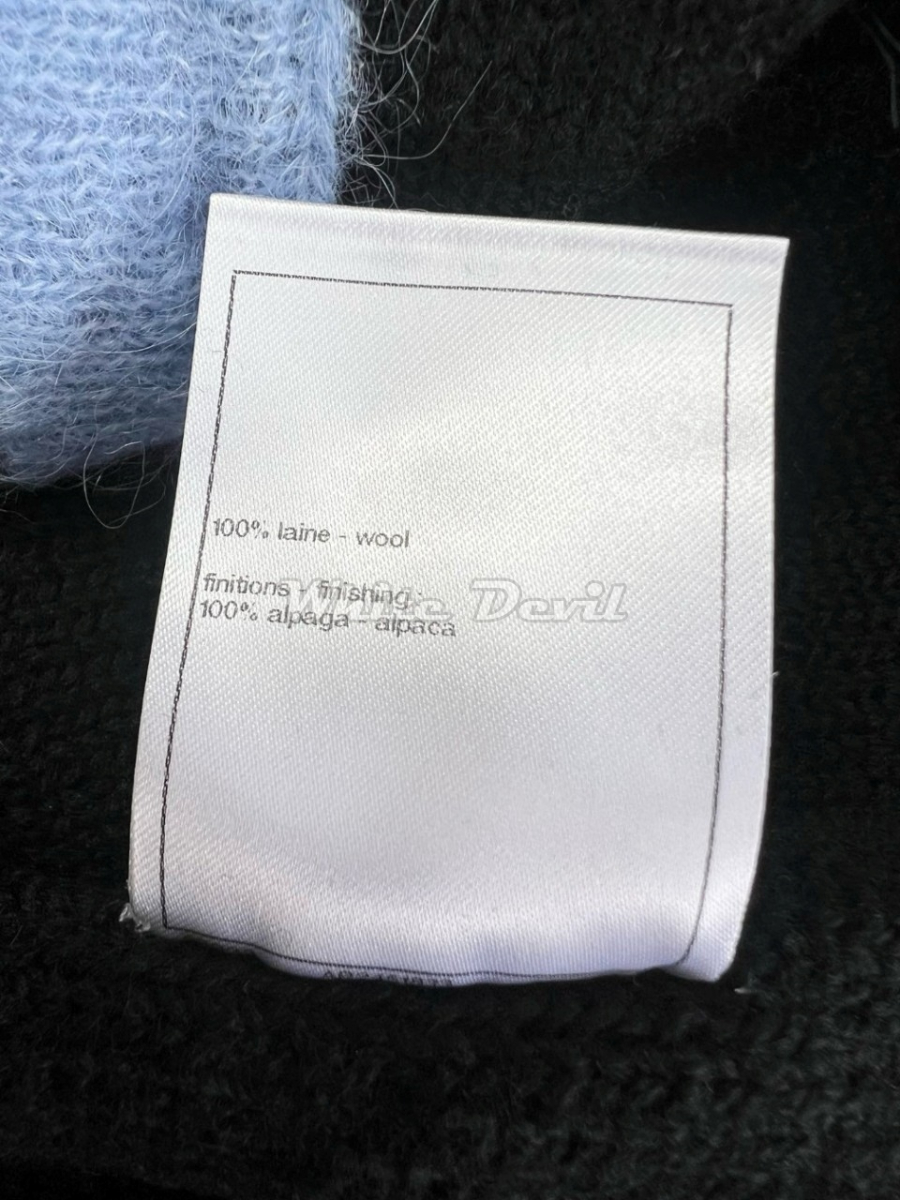 100% laine - wool
finitions - finishing :
100% alpaga - alpaca
White Devil